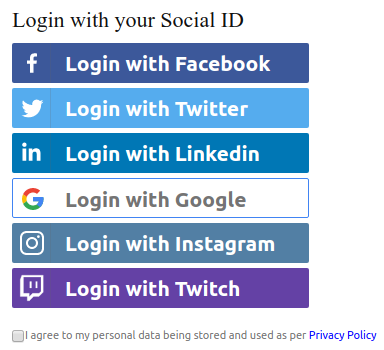 Login with your Social ID
Login with Facebook
Login with Twitter
Login with Linkedin
Login with Google
Login with Instagram
Login with Twitch
I agree to my personal data being stored and used as per Privacy Policy